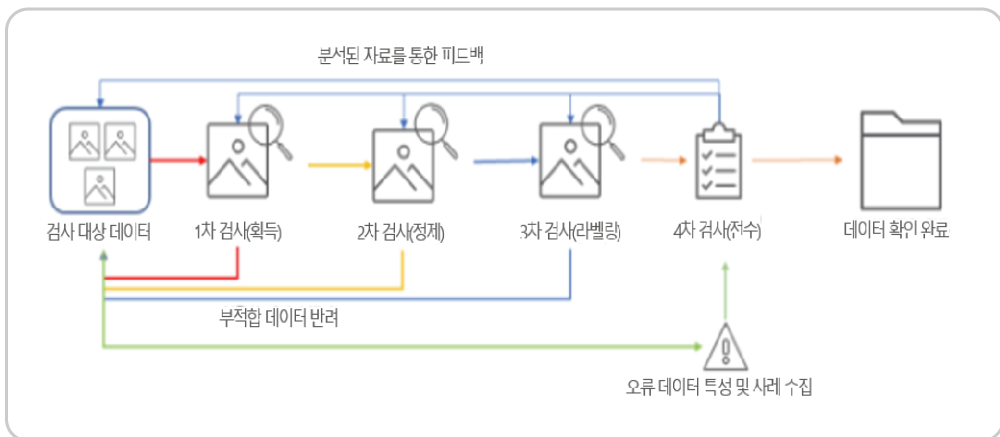 분석된 자료를 통한 피드백
검사 대상 데이터
1차 검사(획득)
2차 검사(정제)
3차 검사(라벨링)
4차 검사(전수)
데이터 확인 완료
부적합 데이터 반려
오류 데이터 특성 및 사례 수집